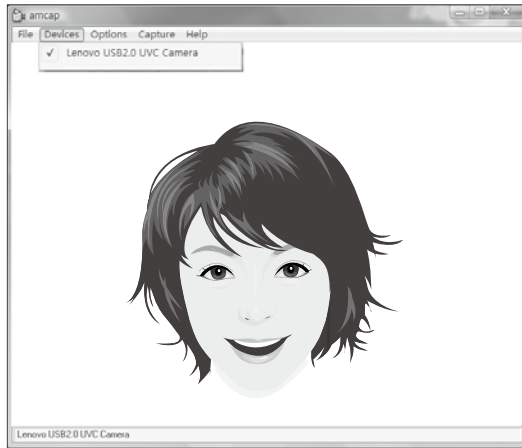 amcap
File Devices Options Capture Help
✓ Lenovo USB2.0 UVC Camera
Lenovo USB2.0 UVC Camera